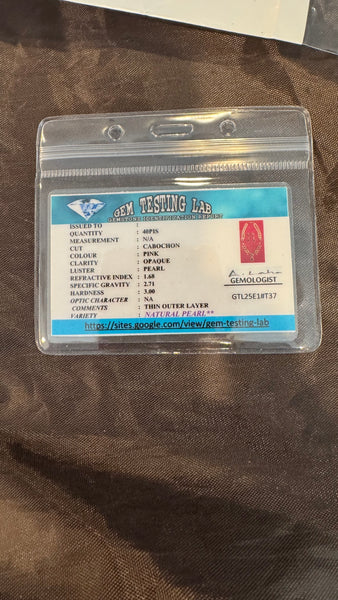 GEM TESTING LAB
GEMSTONE IDENTIFICATION REPORT
ISSUED TO :
QUANTITY : 40PIS
MEASUREMENT : N/A
CUT : CABOCHON
COLOUR : PINK
CLARITY : OPAQUE
LUSTER : PEARL
REFRACTIVE INDEX : 1.68
SPECIFIC GRAVITY : 2.71
HARDNESS : 3.00
OPTIC CHARACTER : NA
COMMENTS : THIN OUTER LAYER
VARIETY : NATURAL PEARL**
GEMOLOGIST
GTL25E1#T37
https://sites.google.com/view/gem-testing-lab